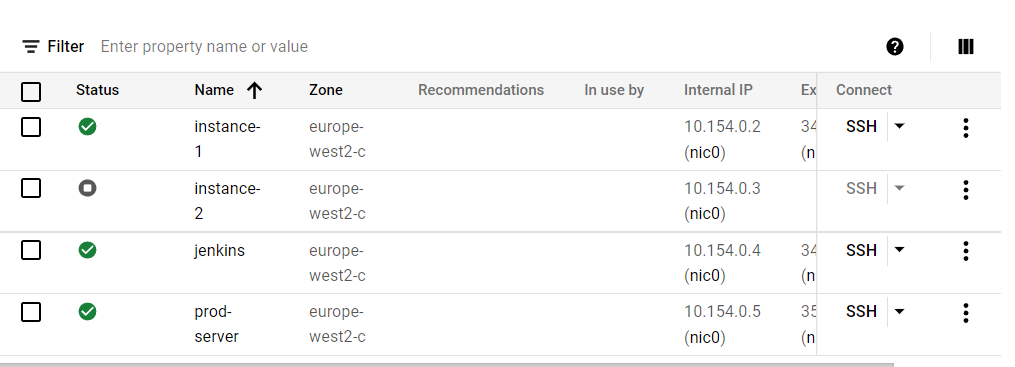 Filter Enter property name or value
Status Name Zone Recommendations In use by Internal IP Ex Connect
instance- europe- 10.154.0.2 34 SSH
1 west2-c (nic0) (n
instance- europe- 10.154.0.3 SSH
2 west2-c (nic0)
jenkins europe- 10.154.0.4 34 SSH
west2-c (nic0) (n
prod- europe- 10.154.0.5 35 SSH
server west2-c (nic0) (n